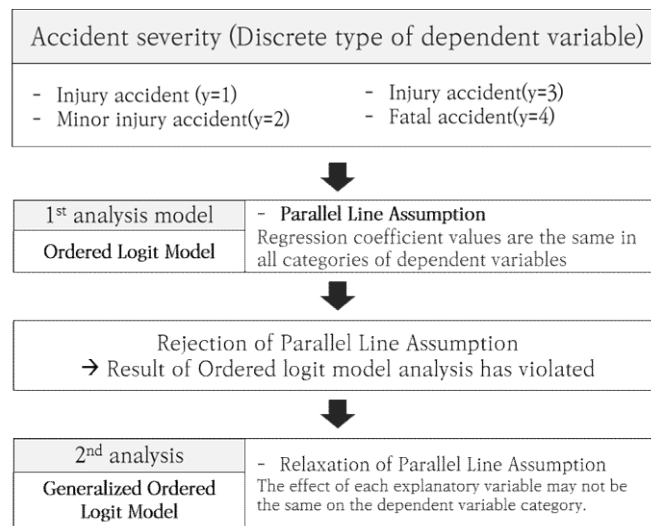 Accident severity (Discrete type of dependent variable)
- Injury accident (y=1)
- Minor injury accident(y=2)
- Injury accident(y=3)
- Fatal accident(y=4)
1st analysis model
Ordered Logit Model
- Parallel Line Assumption
Regression coefficient values are the same in
all categories of dependent variables
Rejection of Parallel Line Assumption
→ Result of Ordered logit model analysis has violated
2nd analysis
Generalized Ordered
Logit Model
- Relaxation of Parallel Line Assumption
The effect of each explanatory variable may not be
the same on the dependent variable category.